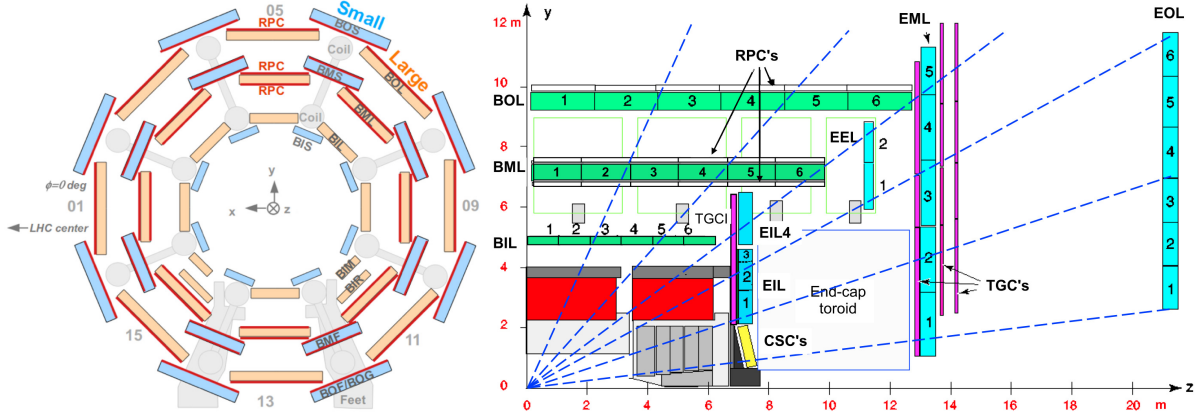 05
Small
RPC
BOS
Coil
Large
RPC
BMS
BOL
RPC
Coil
BML
BIS
BIL
ϕ=0 deg
y
01
x
z
09
LHC center
BIM
BIR
15
11
BMF
BOF/BOG
Feet
13
12 m
y
EML
EOL
RPC's
10
BOL
1 2 3 4 5 6
8
EEL
2
1
BML
1 2 3 4 5 6
6
TGCI
BIL
1 2 3 4 5 6
EIL4
4
3
2
1
EIL
End-cap
toroid
TGC's
2
CSC's
0
5
4
3
2
1
6
5
4
3
2
1
0 2 4 6 8 10 12 14 16 18 20 m
z